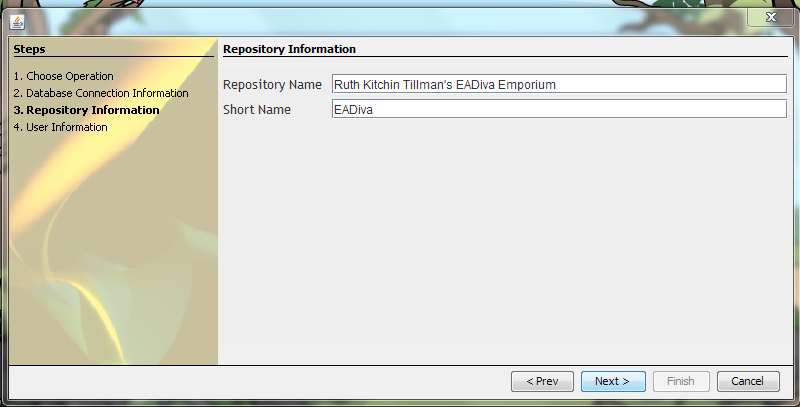 Steps
1. Choose Operation
2. Database Connection Information
3. Repository Information
4. User Information
Repository Information
Repository Name Ruth Kitchin Tillman's EADiva Emporium
Short Name EADiva
< Prev Next > Finish Cancel